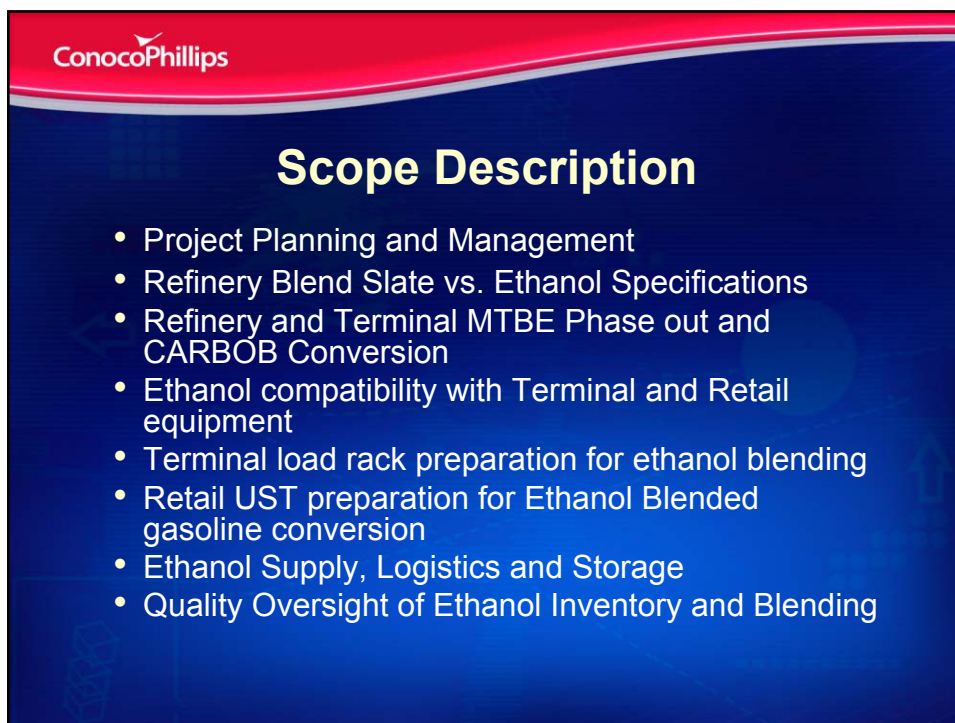 ConocoPhillips
Scope Description
• Project Planning and Management
• Refinery Blend Slate vs. Ethanol Specifications
• Refinery and Terminal MTBE Phase out and
CARBOB Conversion
• Ethanol compatibility with Terminal and Retail
equipment
• Terminal load rack preparation for ethanol blending
• Retail UST preparation for Ethanol Blended
gasoline conversion
• Ethanol Supply, Logistics and Storage
• Quality Oversight of Ethanol Inventory and Blending